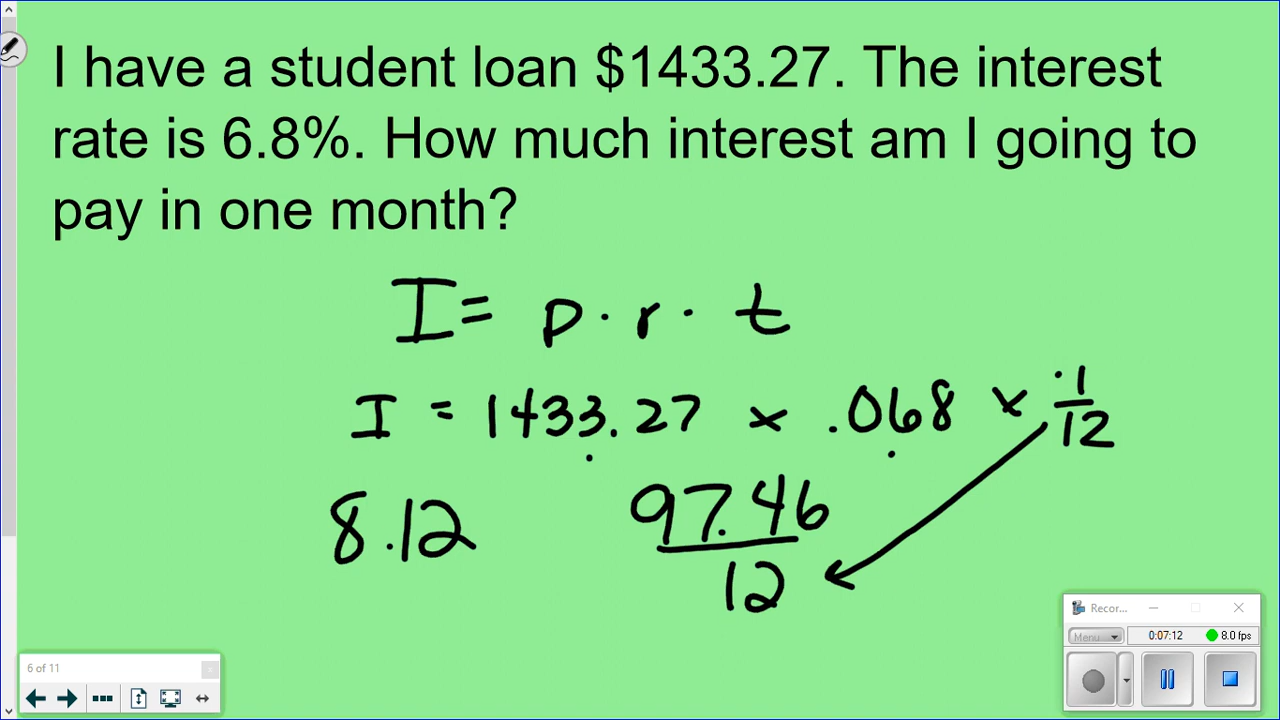 I have a student loan $1433.27. The interest
rate is 6.8%. How much interest am I going to
pay in one month?
I = p · r · t
I = 1433.27 × .068 × 1/12
8.12
97.46
12
Recor...
Menu
0:07:12
8.0 fps
6 of 11